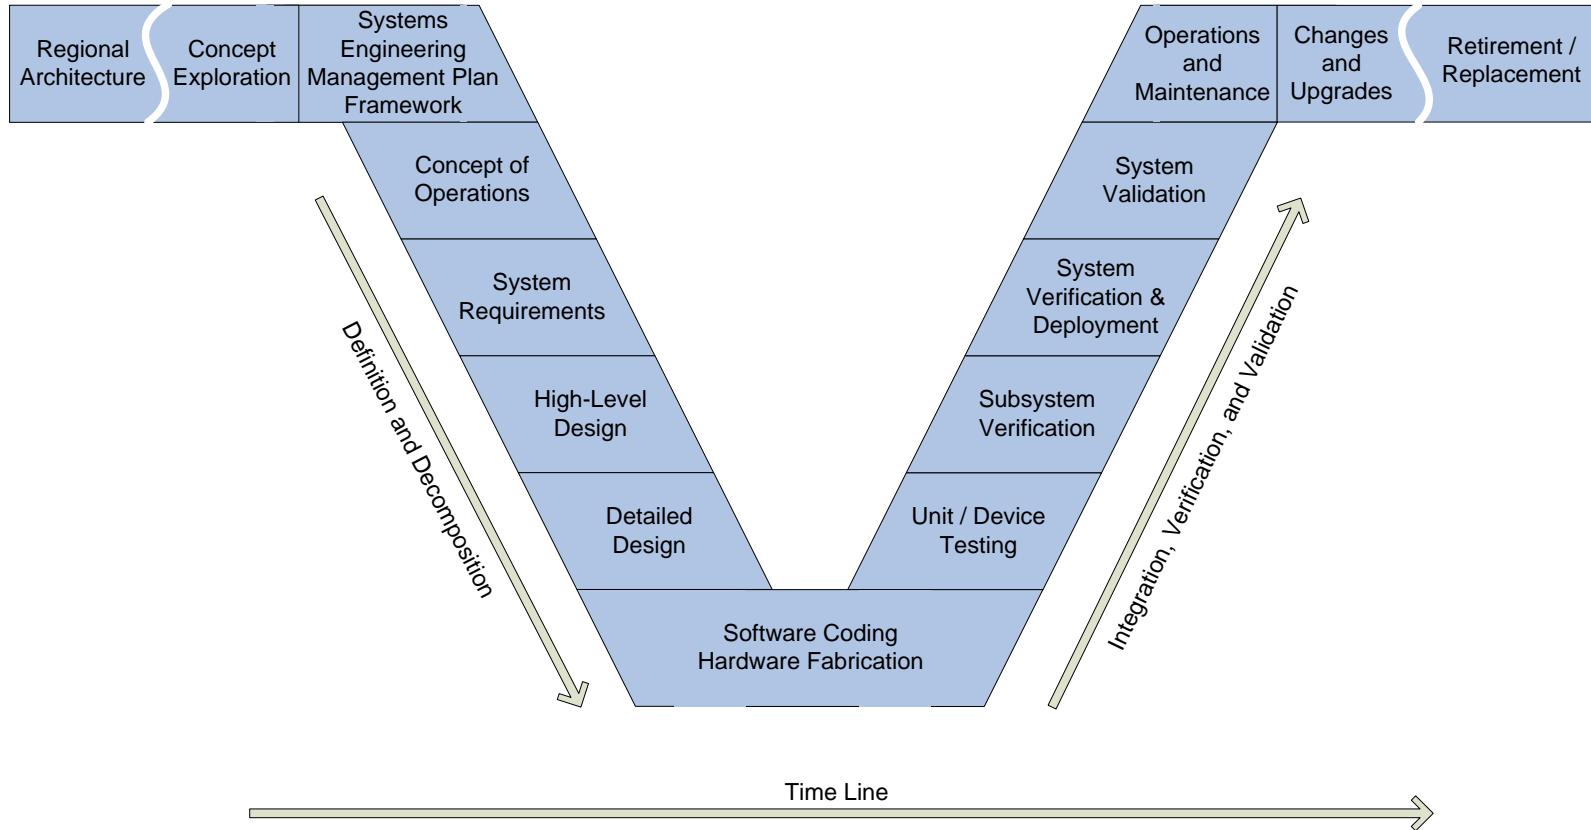 Regional
Architecture
Concept
Exploration
Systems
Engineering
Management Plan
Framework
Concept of
Operations
System
Requirements
High-Level
Design
Detailed
Design
Software Coding
Hardware Fabrication
Unit / Device
Testing
Subsystem
Verification
System
Verification &
Deployment
System
Validation
Operations
and
Maintenance
Changes
and
Upgrades
Retirement /
Replacement
Definition and Decomposition
Integration, Verification, and Validation
Time Line